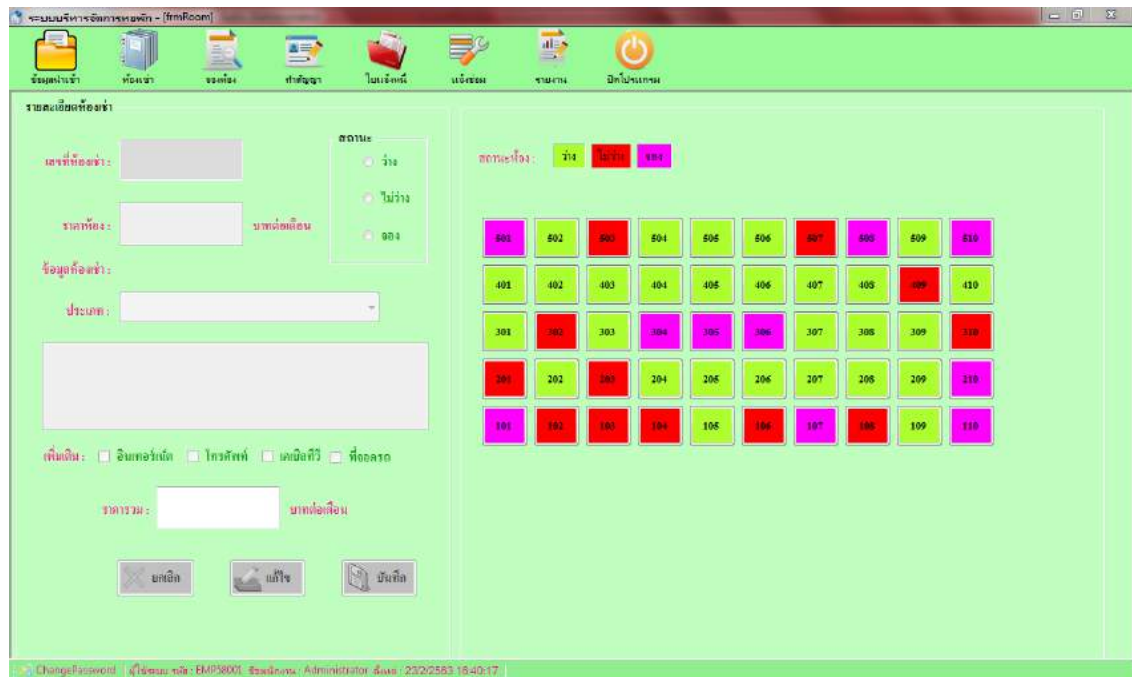 ระบบบริหารจัดการหอพัก - [frmRoom]
ข้อมูลนำเข้า ห้องเช่า จองห้อง ทำสัญญา ใบแจ้งหนี้ แจ้งซ่อม รายงาน ปิดโปรแกรม
รายละเอียดห้องเช่า
เลขที่ห้องเช่า :
สถานะ
ว่าง
ไม่ว่าง
จอง
ราคาห้อง : บาทต่อเดือน
ข้อมูลห้องเช่า :
ประเภท :
เพิ่มเติม : อินเทอร์เน็ต โทรศัพท์ เคเบิลทีวี ที่จอดรถ
ราคารวม : บาทต่อเดือน
ยกเลิก แก้ไข บันทึก
สถานะห้อง : ว่าง ไม่ว่าง จอง
501 502 503 504 505 506 507 508 509 510
401 402 403 404 405 406 407 408 409 410
301 302 303 304 305 306 307 308 309 310
201 202 203 204 205 206 207 208 209 210
101 102 103 104 105 106 107 108 109 110
ChangePassword ผู้ใช้ระบบ รหัส : EMP58001 ชื่อพนักงาน : Administrator 23/2/2563 16:40:17